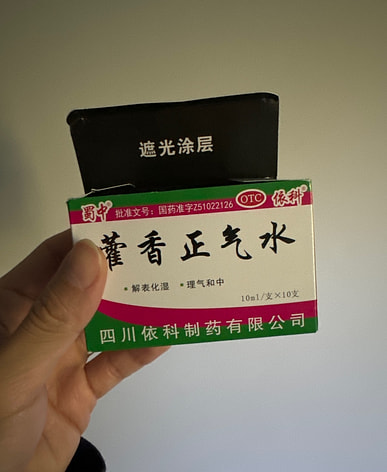 遮光涂层
蜀中® 批准文号：国药准字Z51022126 OTC 依科®
藿香正气水
* 解表化湿 * 理气和中
10ml/支×10支
四川依科制药有限公司